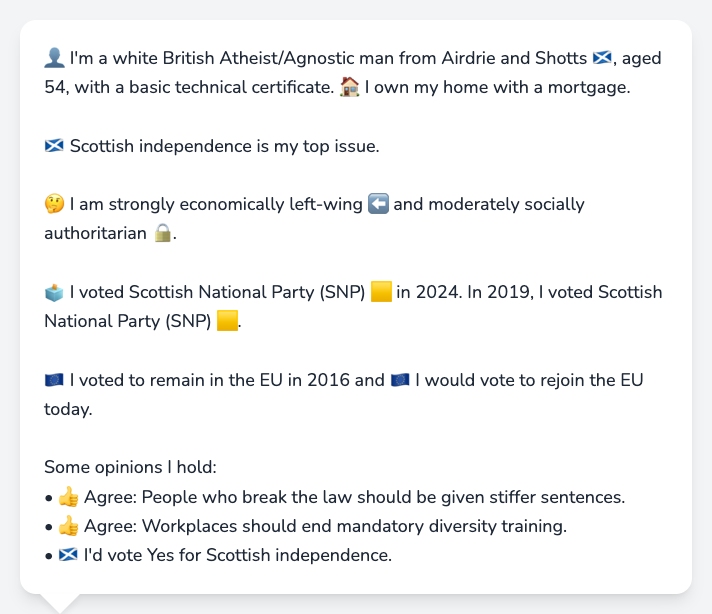 👤 I'm a white British Atheist/Agnostic man from Airdrie and Shotts 🏴󠁧󠁢󠁳󠁣󠁴󠁿, aged
54, with a basic technical certificate. 🏠 I own my home with a mortgage.
🏴󠁧󠁢󠁳󠁣󠁴󠁿 Scottish independence is my top issue.
🤔 I am strongly economically left-wing ⬅️ and moderately socially
authoritarian 🔒.
🗳️ I voted Scottish National Party (SNP) 🟨 in 2024. In 2019, I voted Scottish
National Party (SNP) 🟨.
🇪🇺 I voted to remain in the EU in 2016 and 🇪🇺 I would vote to rejoin the EU
today.
Some opinions I hold:
• 👍 Agree: People who break the law should be given stiffer sentences.
• 👍 Agree: Workplaces should end mandatory diversity training.
• 🏴󠁧󠁢󠁳󠁣󠁴󠁿 I'd vote Yes for Scottish independence.